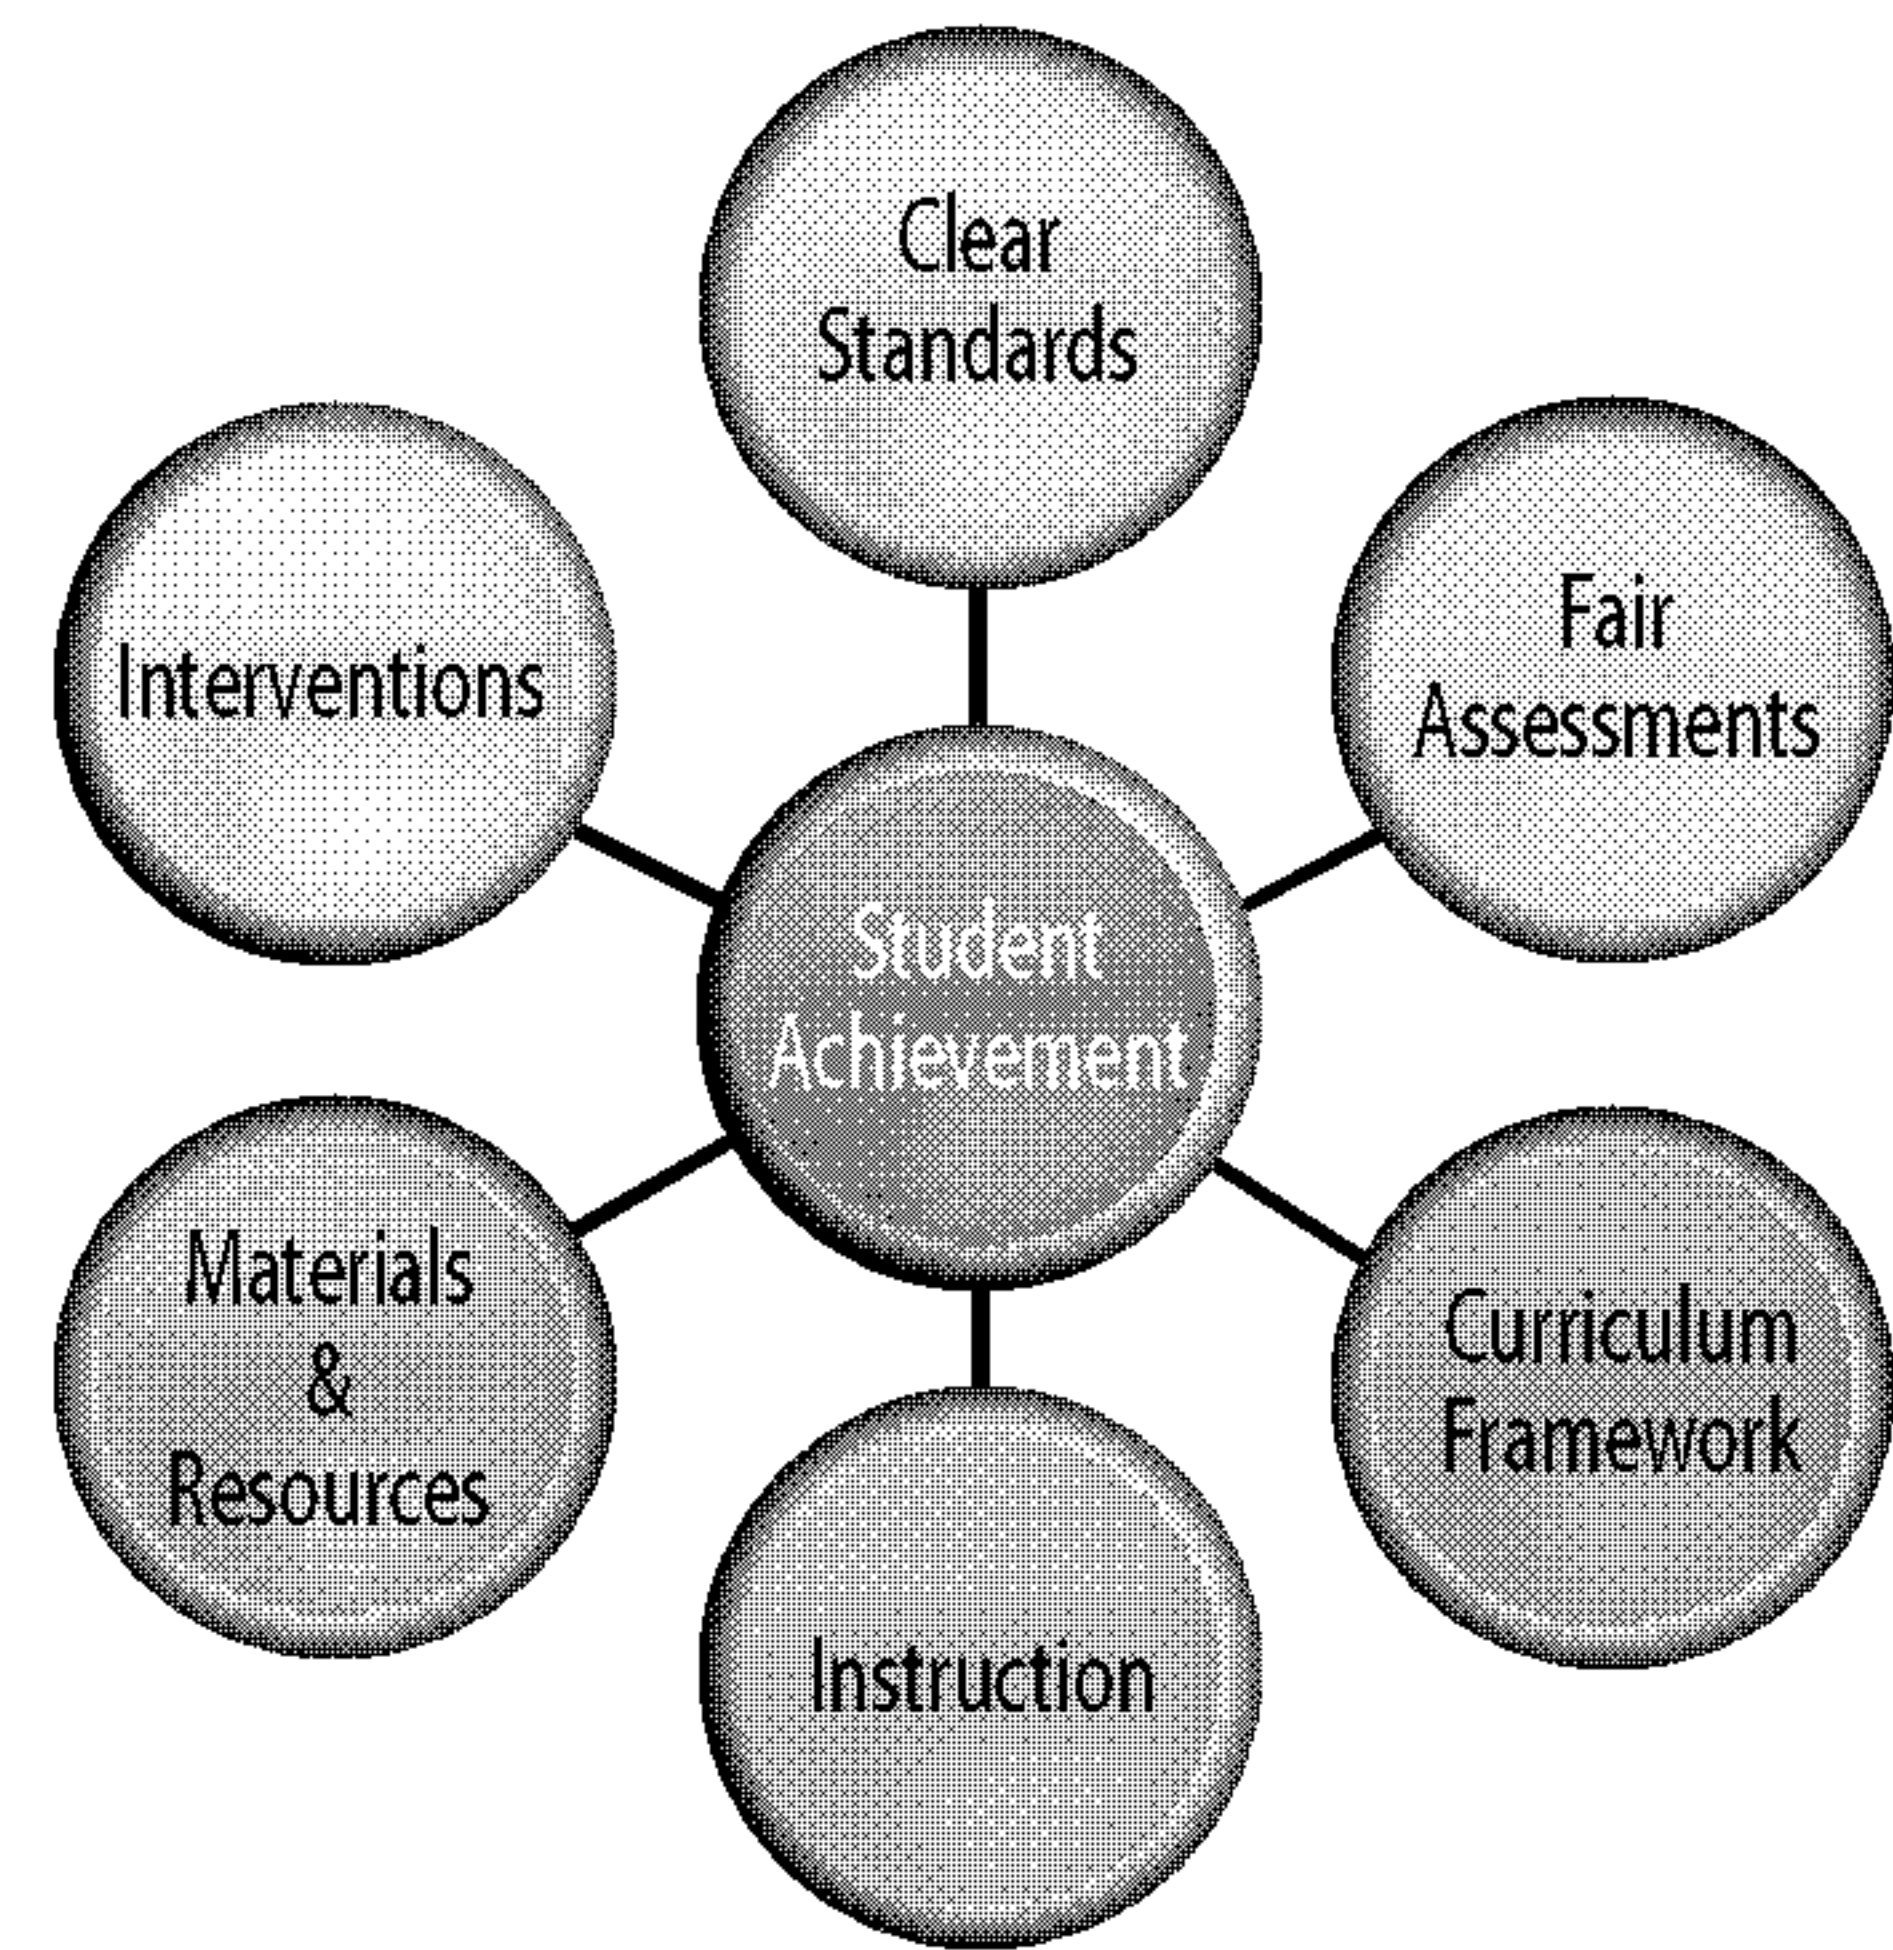 Clear
Standards
Fair
Assessments
Interventions
Student
Achievement
Materials
&
Resources
Curriculum
Framework
Instruction